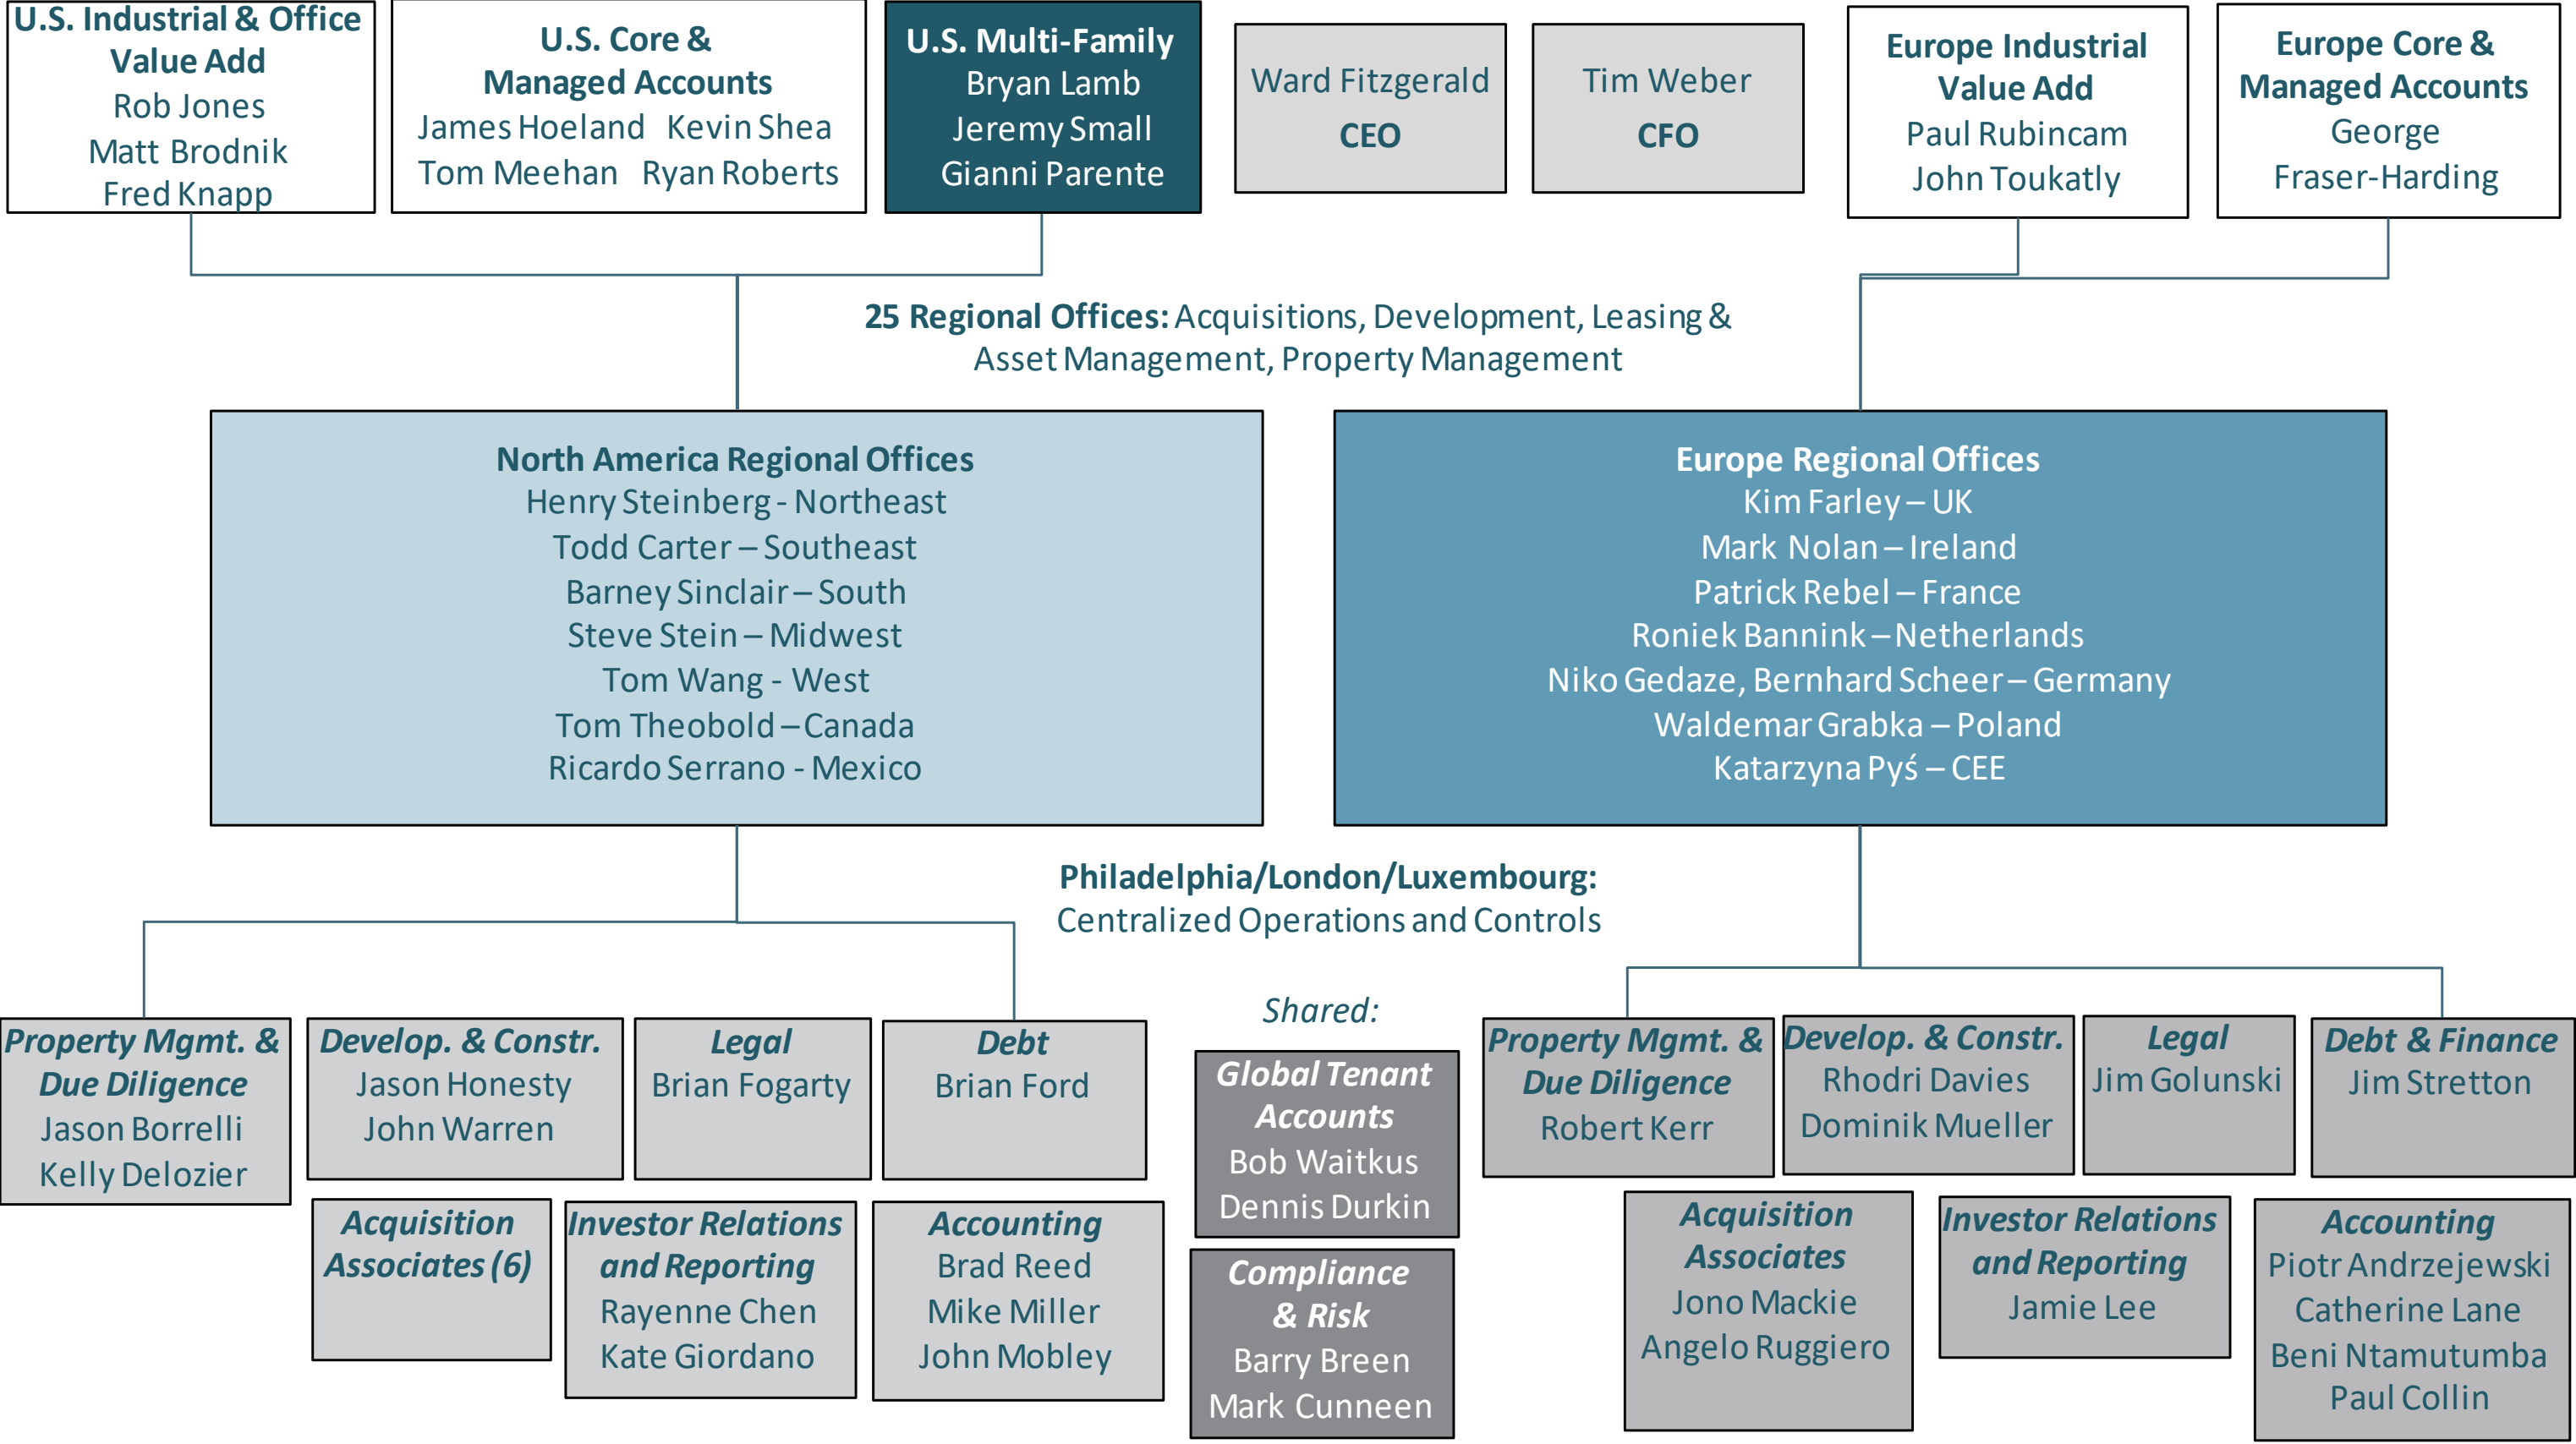 U.S. Industrial & Office
Value Add
Rob Jones
Matt Brodnik
Fred Knapp
U.S. Core &
Managed Accounts
James Hoeland Kevin Shea
Tom Meehan Ryan Roberts
U.S. Multi-Family
Bryan Lamb
Jeremy Small
Gianni Parente
Ward Fitzgerald
CEO
Tim Weber
CFO
Europe Industrial
Value Add
Paul Rubincam
John Toukatly
Europe Core &
Managed Accounts
George
Fraser-Harding
25 Regional Offices: Acquisitions, Development, Leasing &
Asset Management, Property Management
North America Regional Offices
Henry Steinberg - Northeast
Todd Carter – Southeast
Barney Sinclair – South
Steve Stein – Midwest
Tom Wang - West
Tom Theobold – Canada
Ricardo Serrano - Mexico
Europe Regional Offices
Kim Farley – UK
Mark Nolan – Ireland
Patrick Rebel – France
Roniek Bannink – Netherlands
Niko Gedaze, Bernhard Scheer – Germany
Waldemar Grabka – Poland
Katarzyna Pyś – CEE
Philadelphia/London/Luxembourg:
Centralized Operations and Controls
Property Mgmt. &
Due Diligence
Jason Borrelli
Kelly Delozier
Develop. & Constr.
Jason Honesty
John Warren
Legal
Brian Fogarty
Debt
Brian Ford
Acquisition
Associates (6)
Investor Relations
and Reporting
Rayenne Chen
Kate Giordano
Accounting
Brad Reed
Mike Miller
John Mobley
Shared:
Global Tenant
Accounts
Bob Waitkus
Dennis Durkin
Compliance
& Risk
Barry Breen
Mark Cunneen
Property Mgmt. &
Due Diligence
Robert Kerr
Develop. & Constr.
Rhodri Davies
Dominik Mueller
Legal
Jim Golunski
Debt & Finance
Jim Stretton
Acquisition
Associates
Jono Mackie
Angelo Ruggiero
Investor Relations
and Reporting
Jamie Lee
Accounting
Piotr Andrzejewski
Catherine Lane
Beni Ntamutumba
Paul Collin